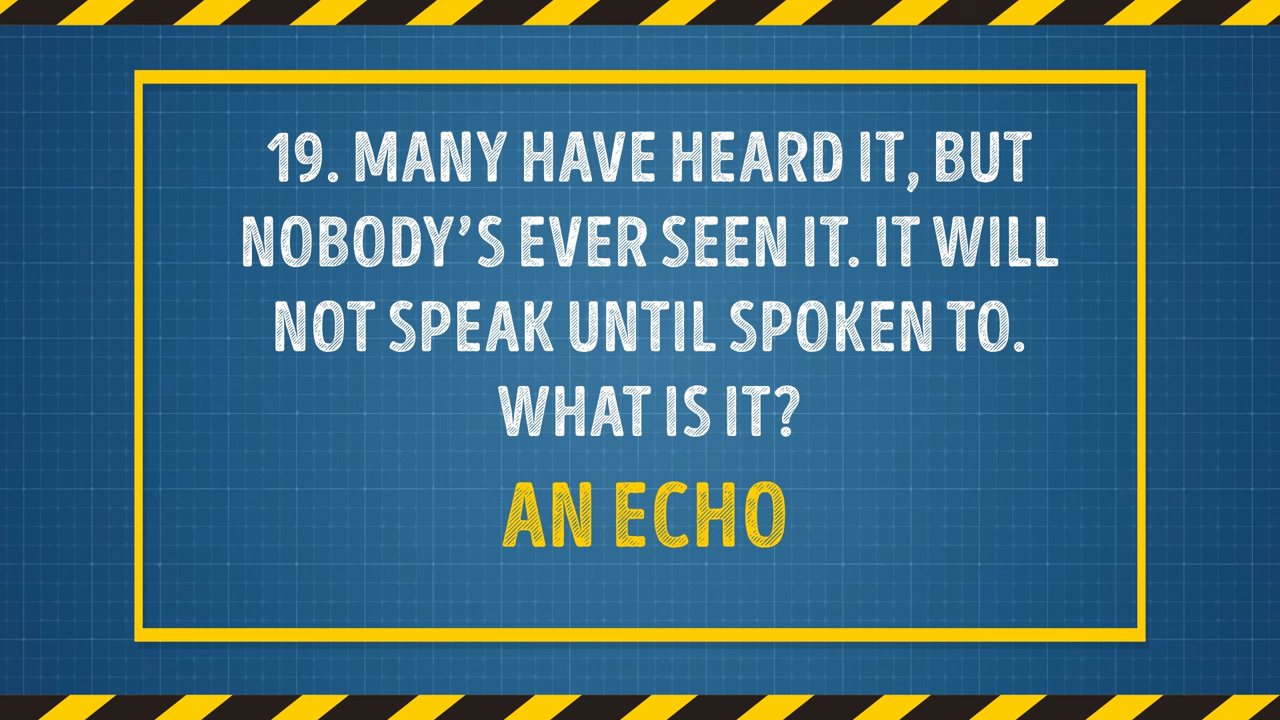 19. MANY HAVE HEARD IT, BUT
NOBODY’S EVER SEEN IT. IT WILL
NOT SPEAK UNTIL SPOKEN TO.
WHAT IS IT?
AN ECHO